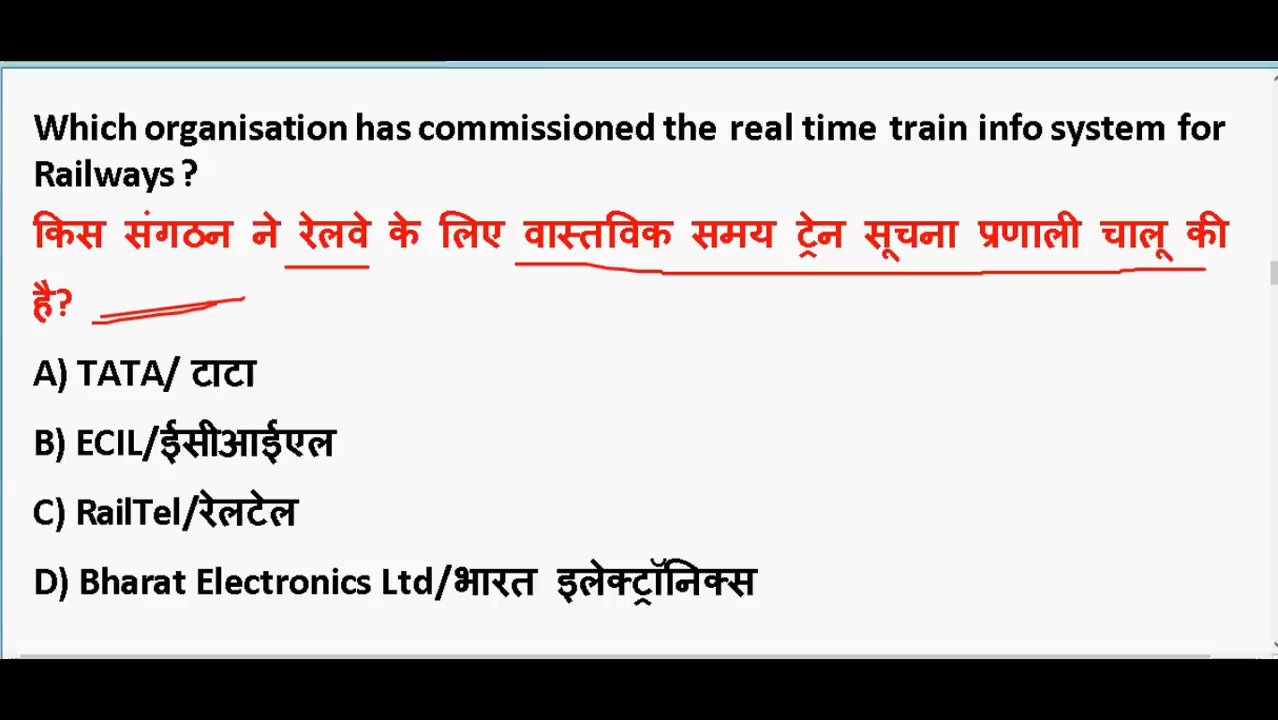 Which organisation has commissioned the real time train info system for
Railways ?
किस संगठन ने रेलवे के लिए वास्तविक समय ट्रेन सूचना प्रणाली चालू की
है?
A) TATA/ टाटा
B) ECIL/ईसीआईएल
C) RailTel/रेलटेल
D) Bharat Electronics Ltd/भारत इलेक्ट्रॉनिक्स